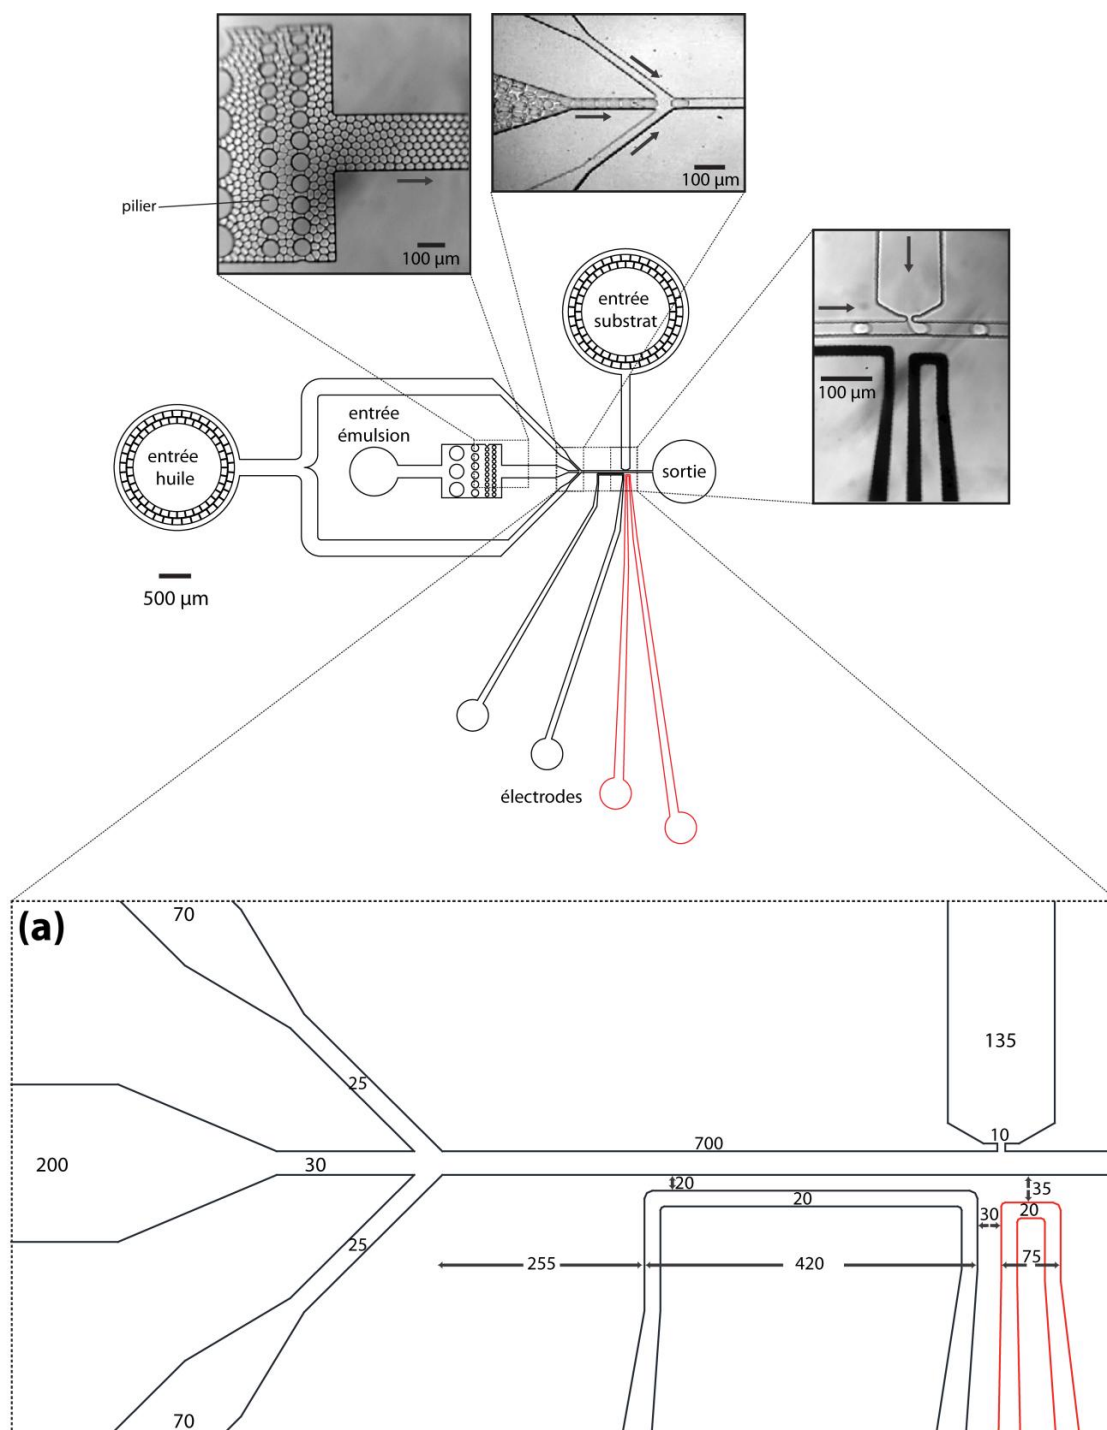 pilier
100 µm
100 µm
entrée
substrat
100 µm
entrée
émulsion
entrée
huile
sortie
500 µm
électrodes
(a)
70
135
25
10
700
200
30
20
35
20
20
30
25
255
420
75
70